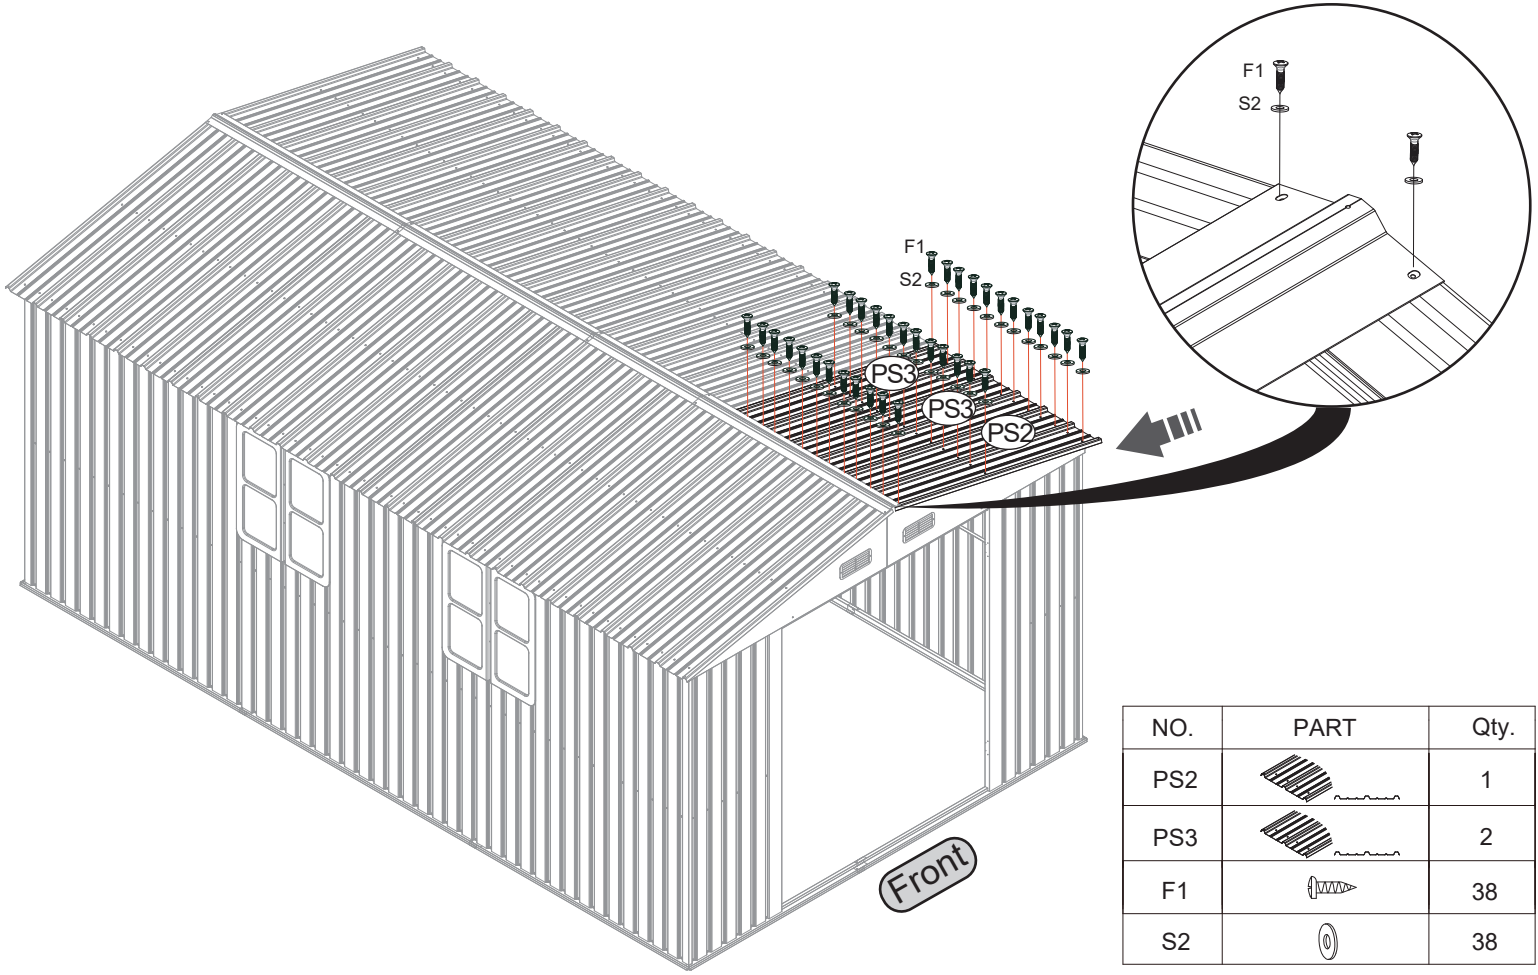 F1
S2
F1
S2
PS3
PS3
PS2
Front
NO. PART Qty.
PS2 1
PS3 2
F1 38
S2 38